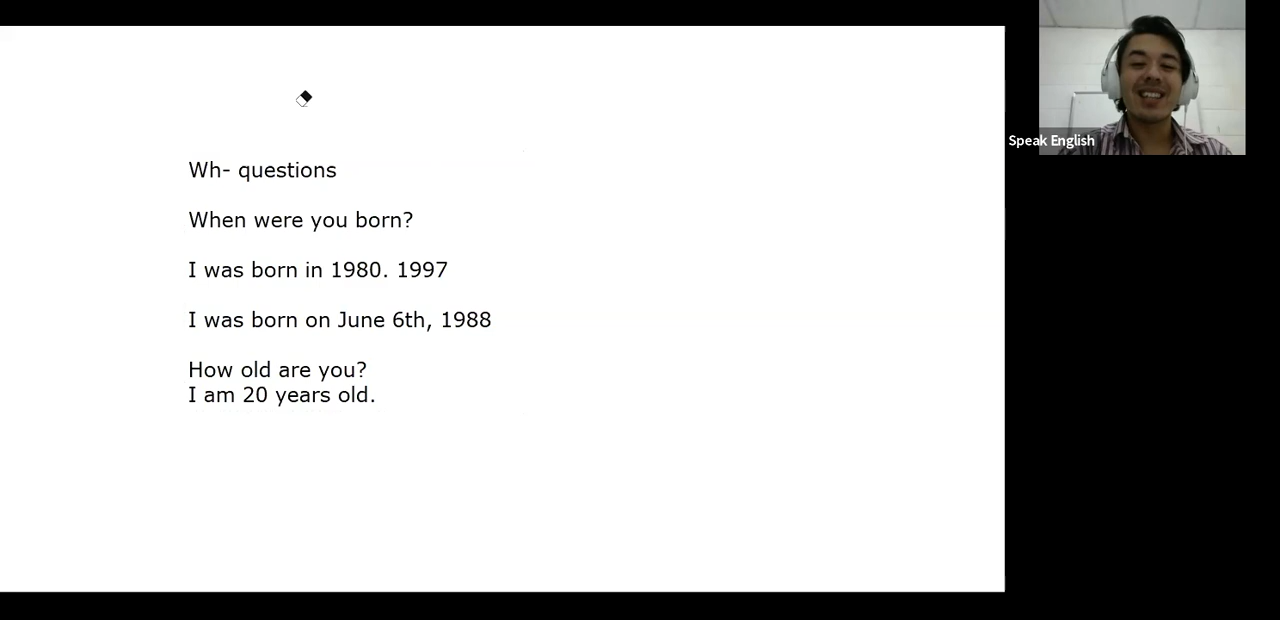 Wh- questions
When were you born?
I was born in 1980. 1997
I was born on June 6th, 1988
How old are you?
I am 20 years old.
Speak English